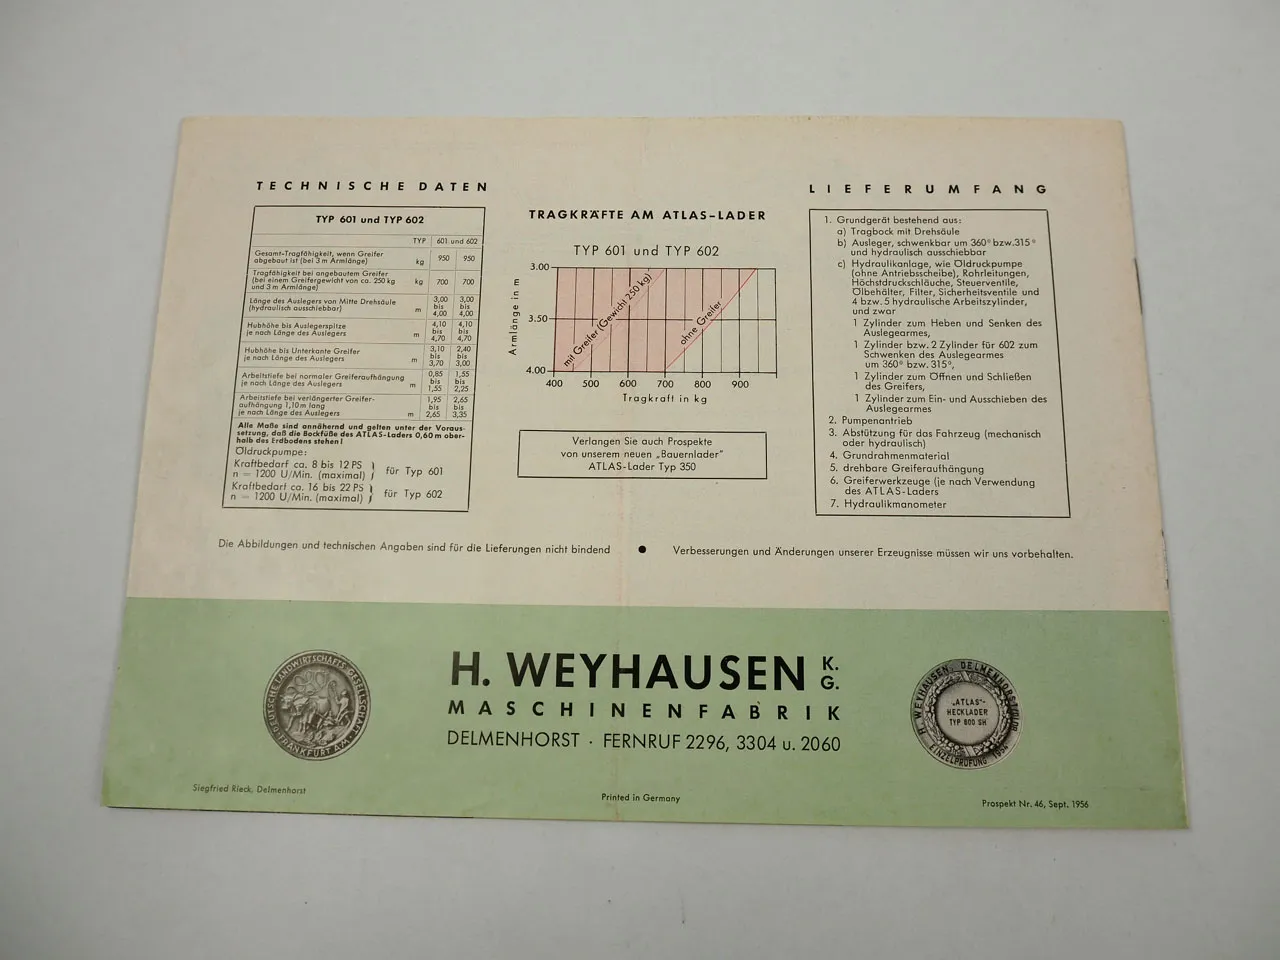 TECHNISCHE DATEN
TYP 601 und TYP 602
TYP 601 und 602
Gesamt-Tragfähigkeit, wenn Greifer
abgebaut ist (bei 3 m Armlänge) kg 950 950
Tragfähigkeit bei angebautem Greifer
(bei einem Greifergewicht von ca. 250 kg
und 3 m Armlänge) kg 700 700
Länge des Auslegers von Mitte Drehsäule
(hydraulisch ausschiebbar) m 3,00 bis 4,00 3,00 bis 4,00
Hubhöhe bis Auslegerspitze
je nach Länge des Auslegers m 4,10 bis 4,70 4,10 bis 4,70
Hubhöhe bis Unterkante Greifer
je nach Länge des Auslegers m 3,10 bis 3,70 2,40 bis 3,00
Arbeitstiefe bei normaler Greiferaufhängung
je nach Länge des Auslegers m 0,85 bis 1,55 1,55 bis 2,25
Arbeitstiefe bei verlängerter Greifer-
aufhängung 1,10 m lang
je nach Länge des Auslegers m 1,95 bis 2,65 2,65 bis 3,35
Alle Maße sind annähernd und gelten unter der Voraus-
setzung, daß die Bockfüße des ATLAS-Laders 0,60 m ober-
halb des Erdbodens stehen!
Öldruckpumpe:
Kraftbedarf ca. 8 bis 12 PS
n = 1200 U/Min. (maximal) } für Typ 601
Kraftbedarf ca. 16 bis 22 PS
n = 1200 U/Min. (maximal) } für Typ 602
TRAGKRÄFTE AM ATLAS-LADER
TYP 601 und TYP 602
Armlänge in m
3.00
3.50
4.00
mit Greifer (Gewicht 250 kg)
ohne Greifer
400 500 600 700 800 900
Tragkraft in kg
Verlangen Sie auch Prospekte
von unserem neuen „Bauernlader"
ATLAS-Lader Typ 350
LIEFERUMFANG
1. Grundgerät bestehend aus:
a) Tragbock mit Drehsäule
b) Ausleger, schwenkbar um 360° bzw. 315°
und hydraulisch ausschiebbar
c) Hydraulikanlage, wie Öldruckpumpe
(ohne Antriebsscheibe), Rohrleitungen,
Höchstdruckschläuche, Steuerventile,
Ölbehälter, Filter, Sicherheitsventile und
4 bzw. 5 hydraulische Arbeitszylinder,
und zwar
1 Zylinder zum Heben und Senken des
Auslegearmes,
1 Zylinder bzw. 2 Zylinder für 602 zum
Schwenken des Auslegearmes
um 360° bzw. 315°,
1 Zylinder zum Öffnen und Schließen
des Greifers,
1 Zylinder zum Ein- und Ausschieben des
Auslegearmes
2. Pumpenantrieb
3. Abstützung für das Fahrzeug (mechanisch
oder hydraulisch)
4. Grundrahmenmaterial
5. drehbare Greiferaufhängung
6. Greiferwerkzeuge (je nach Verwendung
des ATLAS-Laders
7. Hydraulikmanometer
Die Abbildungen und technischen Angaben sind für die Lieferungen nicht bindend ● Verbesserungen und Änderungen unserer Erzeugnisse müssen wir uns vorbehalten.
DEUTSCHE LANDWIRTSCHAFTS GESELLSCHAFT
FRANKFURT A/M
H. WEYHAUSEN K.G.
MASCHINENFABRIK
DELMENHORST · FERNRUF 2296, 3304 u. 2060
H. WEYHAUSEN, DELMENHORST
„ATLAS"-
HECKLADER
TYP 800 SH
EINZELPRÜFUNG 1954
Siegfried Rieck, Delmenhorst
Printed in Germany
Prospekt Nr. 46, Sept. 1956